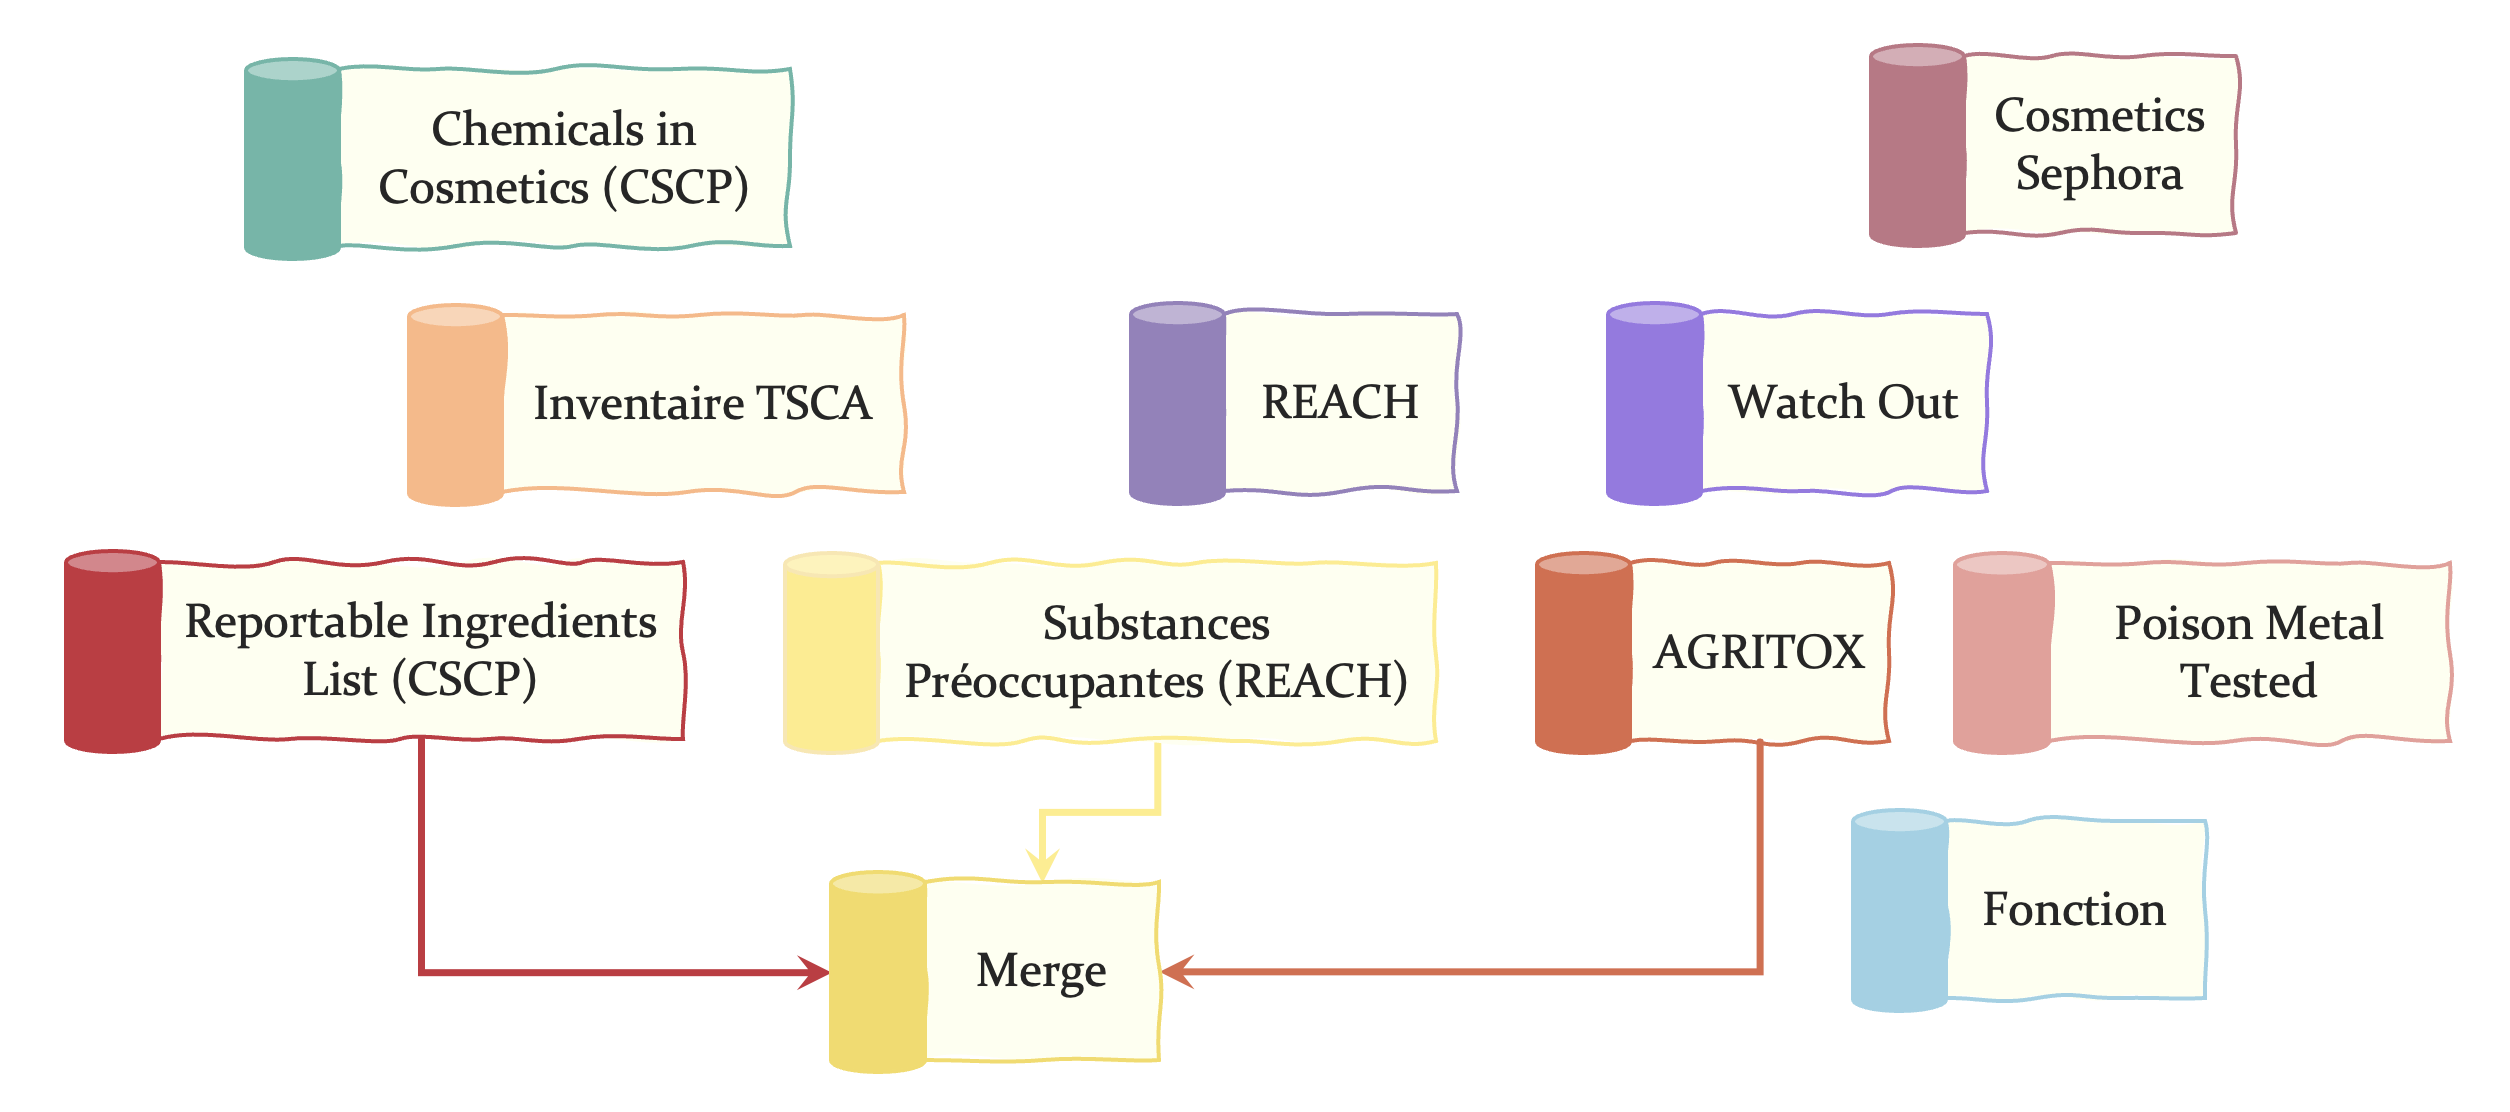 Chemicals in
Cosmetics (CSCP)
Cosmetics
Sephora
Inventaire TSCA
REACH
Watch Out
Reportable Ingredients
List (CSCP)
Substances
Préoccupantes (REACH)
AGRITOX
Poison Metal
Tested
Fonction
Merge